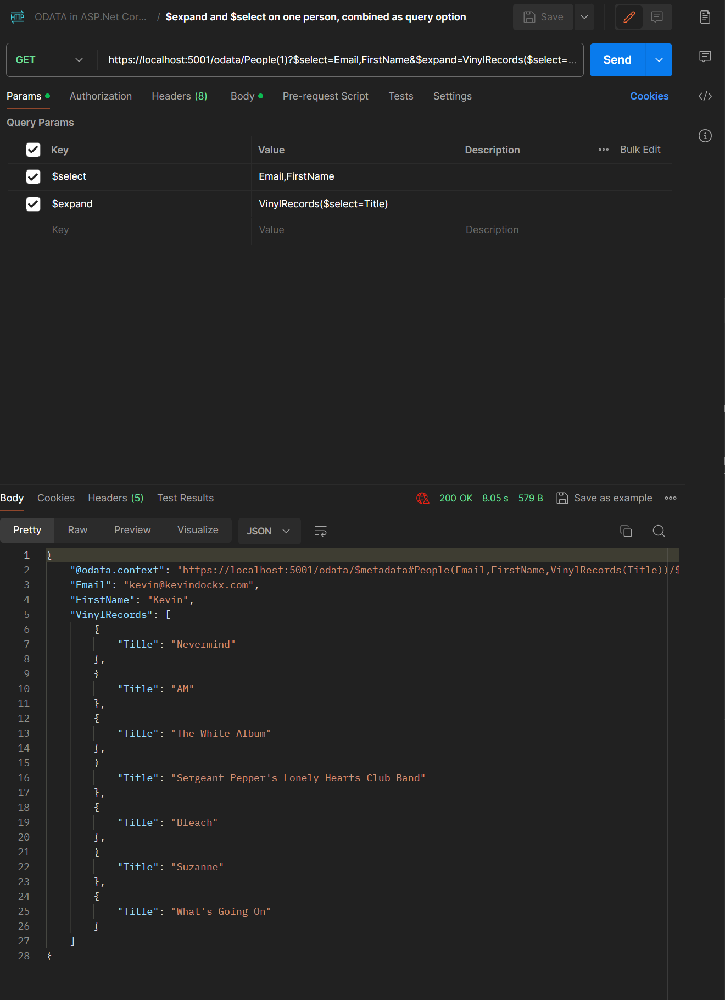 HTTP ODATA in ASP.Net Cor... / $expand and $select on one person, combined as query option Save
GET https://localhost:5001/odata/People(1)?$select=Email,FirstName&$expand=VinylRecords($select=... Send
Params Authorization Headers (8) Body Pre-request Script Tests Settings Cookies
Query Params
Key Value Description Bulk Edit
$select Email,FirstName
$expand VinylRecords($select=Title)
Key Value Description
Body Cookies Headers (5) Test Results 200 OK 8.05 s 579 B Save as example
Pretty Raw Preview Visualize JSON
1 {
2 "@odata.context": "https://localhost:5001/odata/$metadata#People(Email,FirstName,VinylRecords(Title))/$
3 "Email": "kevin@kevindockx.com",
4 "FirstName": "Kevin",
5 "VinylRecords": [
6 {
7 "Title": "Nevermind"
8 },
9 {
10 "Title": "AM"
11 },
12 {
13 "Title": "The White Album"
14 },
15 {
16 "Title": "Sergeant Pepper's Lonely Hearts Club Band"
17 },
18 {
19 "Title": "Bleach"
20 },
21 {
22 "Title": "Suzanne"
23 },
24 {
25 "Title": "What's Going On"
26 }
27 ]
28 }